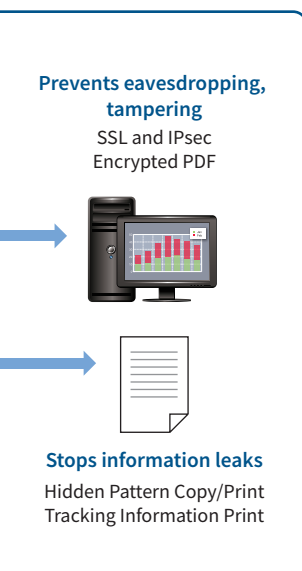 Prevents eavesdropping,
tampering
SSL and IPsec
Encrypted PDF
Stops information leaks
Hidden Pattern Copy/Print
Tracking Information Print